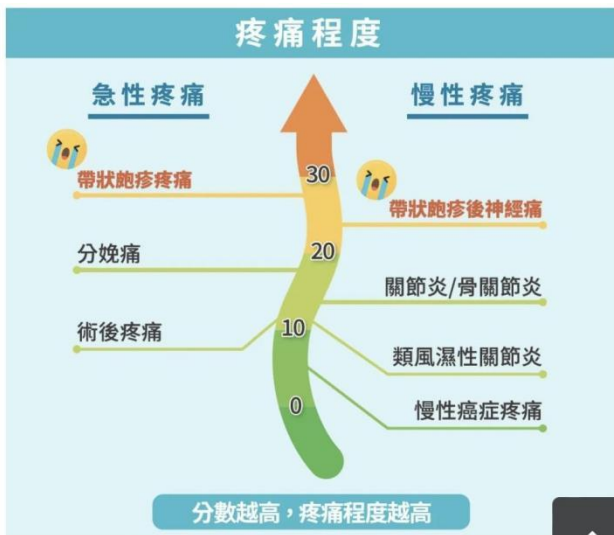 疼痛程度
急性疼痛
慢性疼痛
帶狀皰疹疼痛
30
帶狀皰疹後神經痛
分娩痛
20
關節炎/骨關節炎
術後疼痛
10
類風濕性關節炎
0
慢性癌症疼痛
分數越高，疼痛程度越高